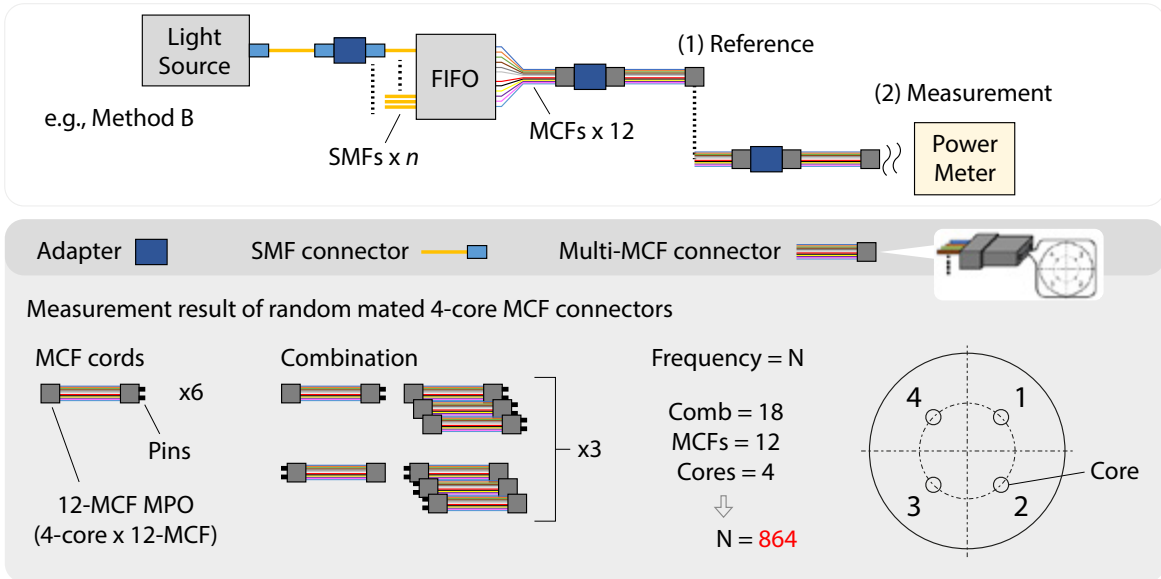 Light
Source
FIFO
(1) Reference
(2) Measurement
e.g., Method B
SMFs x n
MCFs x 12
Power
Meter
Adapter
SMF connector
Multi-MCF connector
Measurement result of random mated 4-core MCF connectors
MCF cords
x6
Pins
12-MCF MPO
(4-core x 12-MCF)
Combination
x3
Frequency = N
Comb = 18
MCFs = 12
Cores = 4
N = 864
4
1
3
2
Core